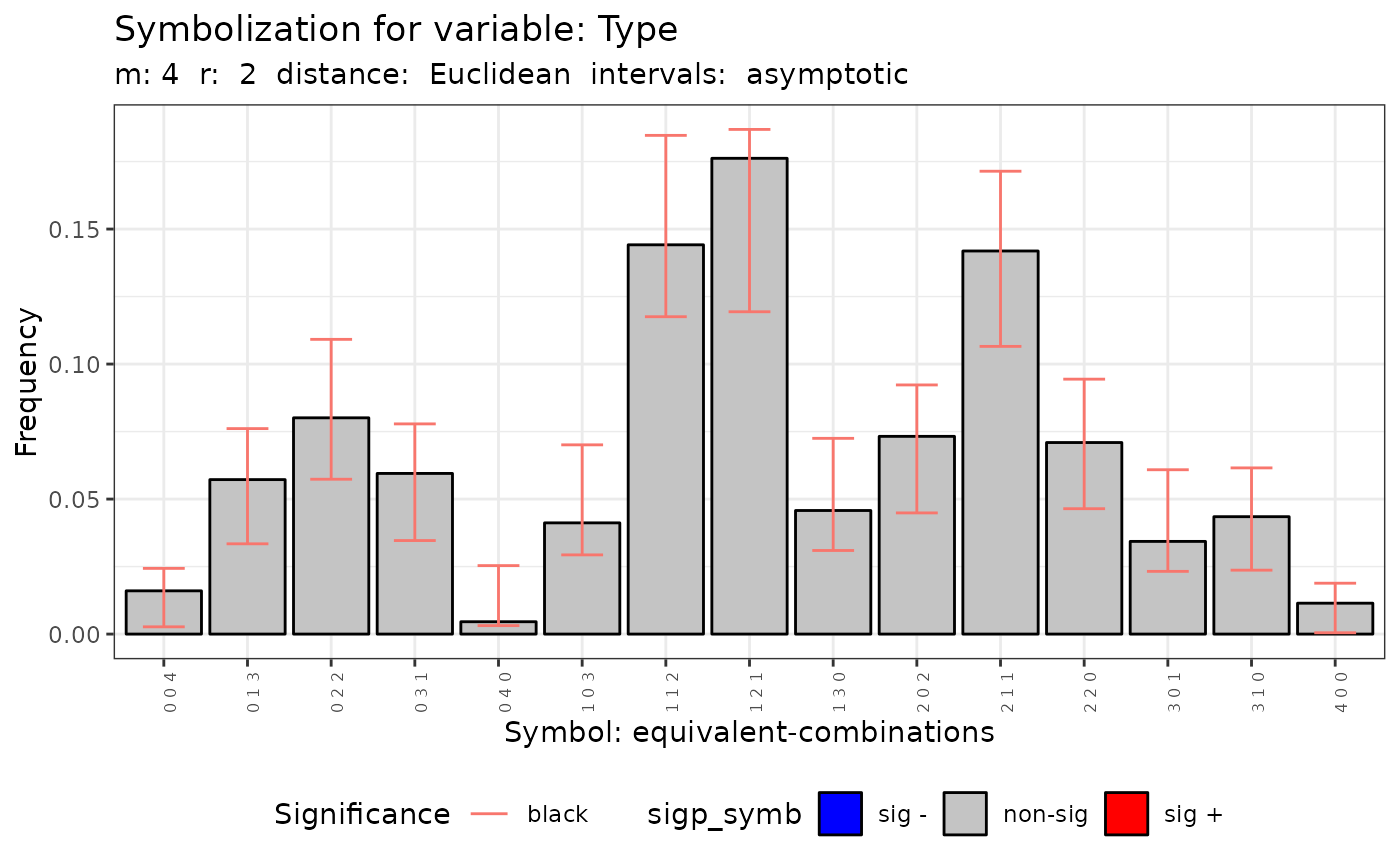 Symbolization for variable: Type
m: 4 r: 2 distance: Euclidean intervals: asymptotic
Frequency
0.15
0.10
0.05
0.00
0 0 4
0 1 3
0 2 2
0 3 1
0 4 0
1 0 3
1 1 2
1 2 1
1 3 0
2 0 2
2 1 1
2 2 0
3 0 1
3 1 0
4 0 0
Symbol: equivalent-combinations
Significance black sigp_symb sig - non-sig sig +